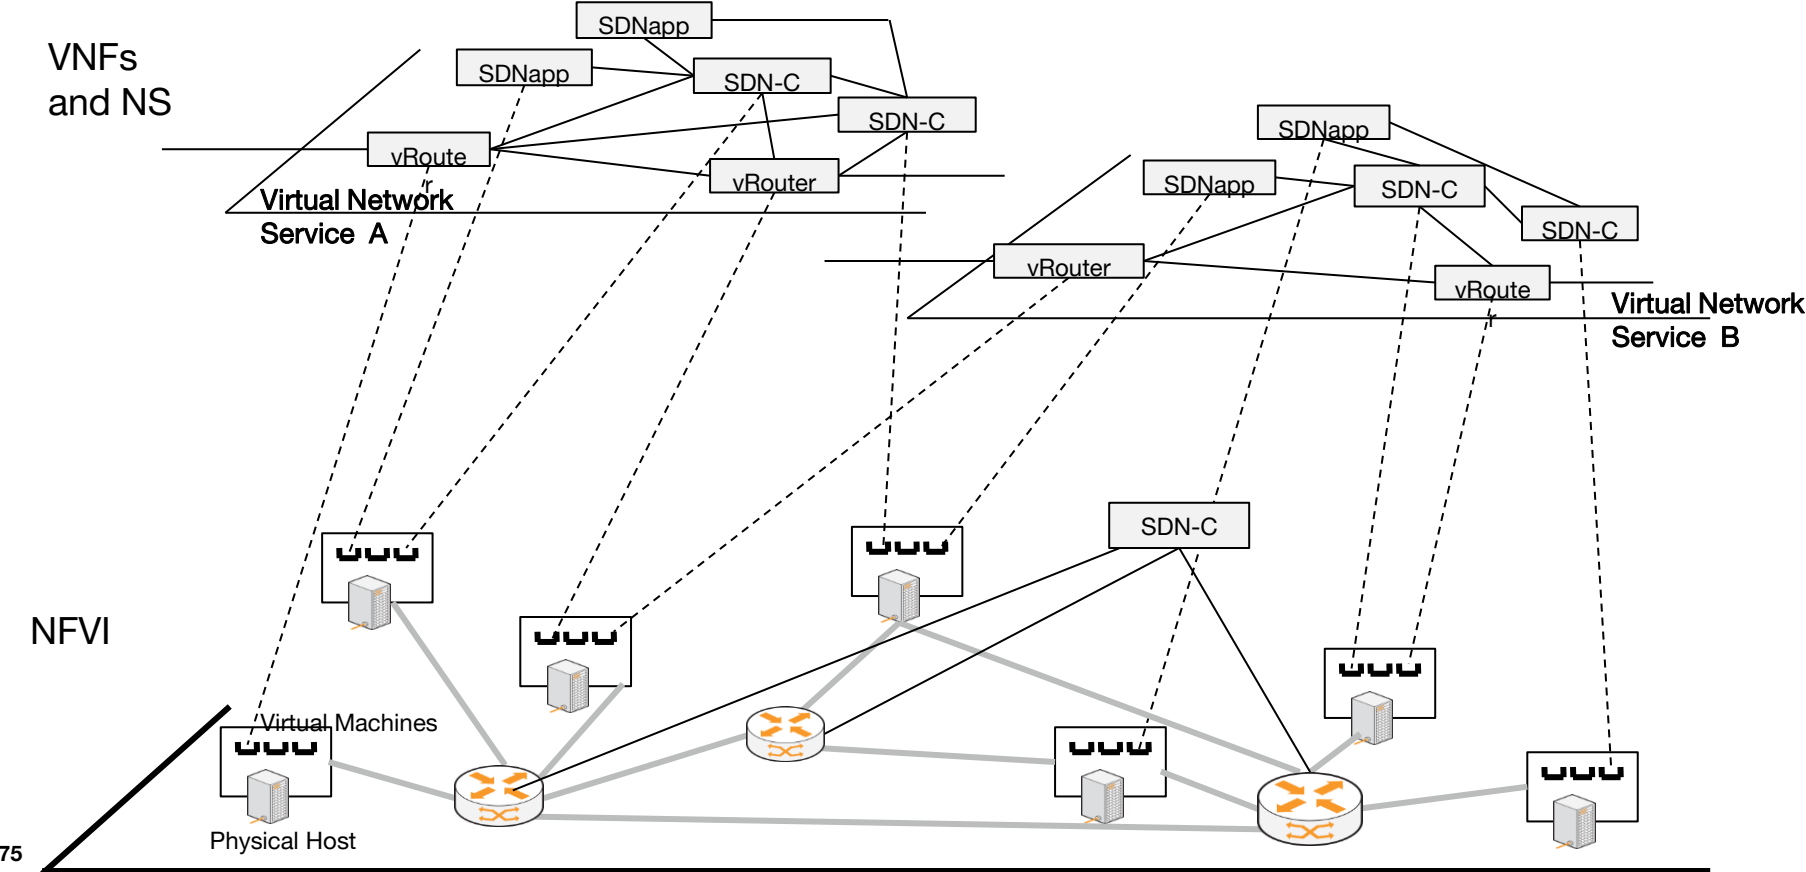 SDNapp
VNFs
and NS
SDNapp
SDN-C
SDN-C
vRoute
r
vRouter
Virtual Network
Service A
SDNapp
SDNapp
SDN-C
SDN-C
vRouter
vRoute
r
Virtual Network
Service B
SDN-C
NFVI
Virtual Machines
Physical Host
75